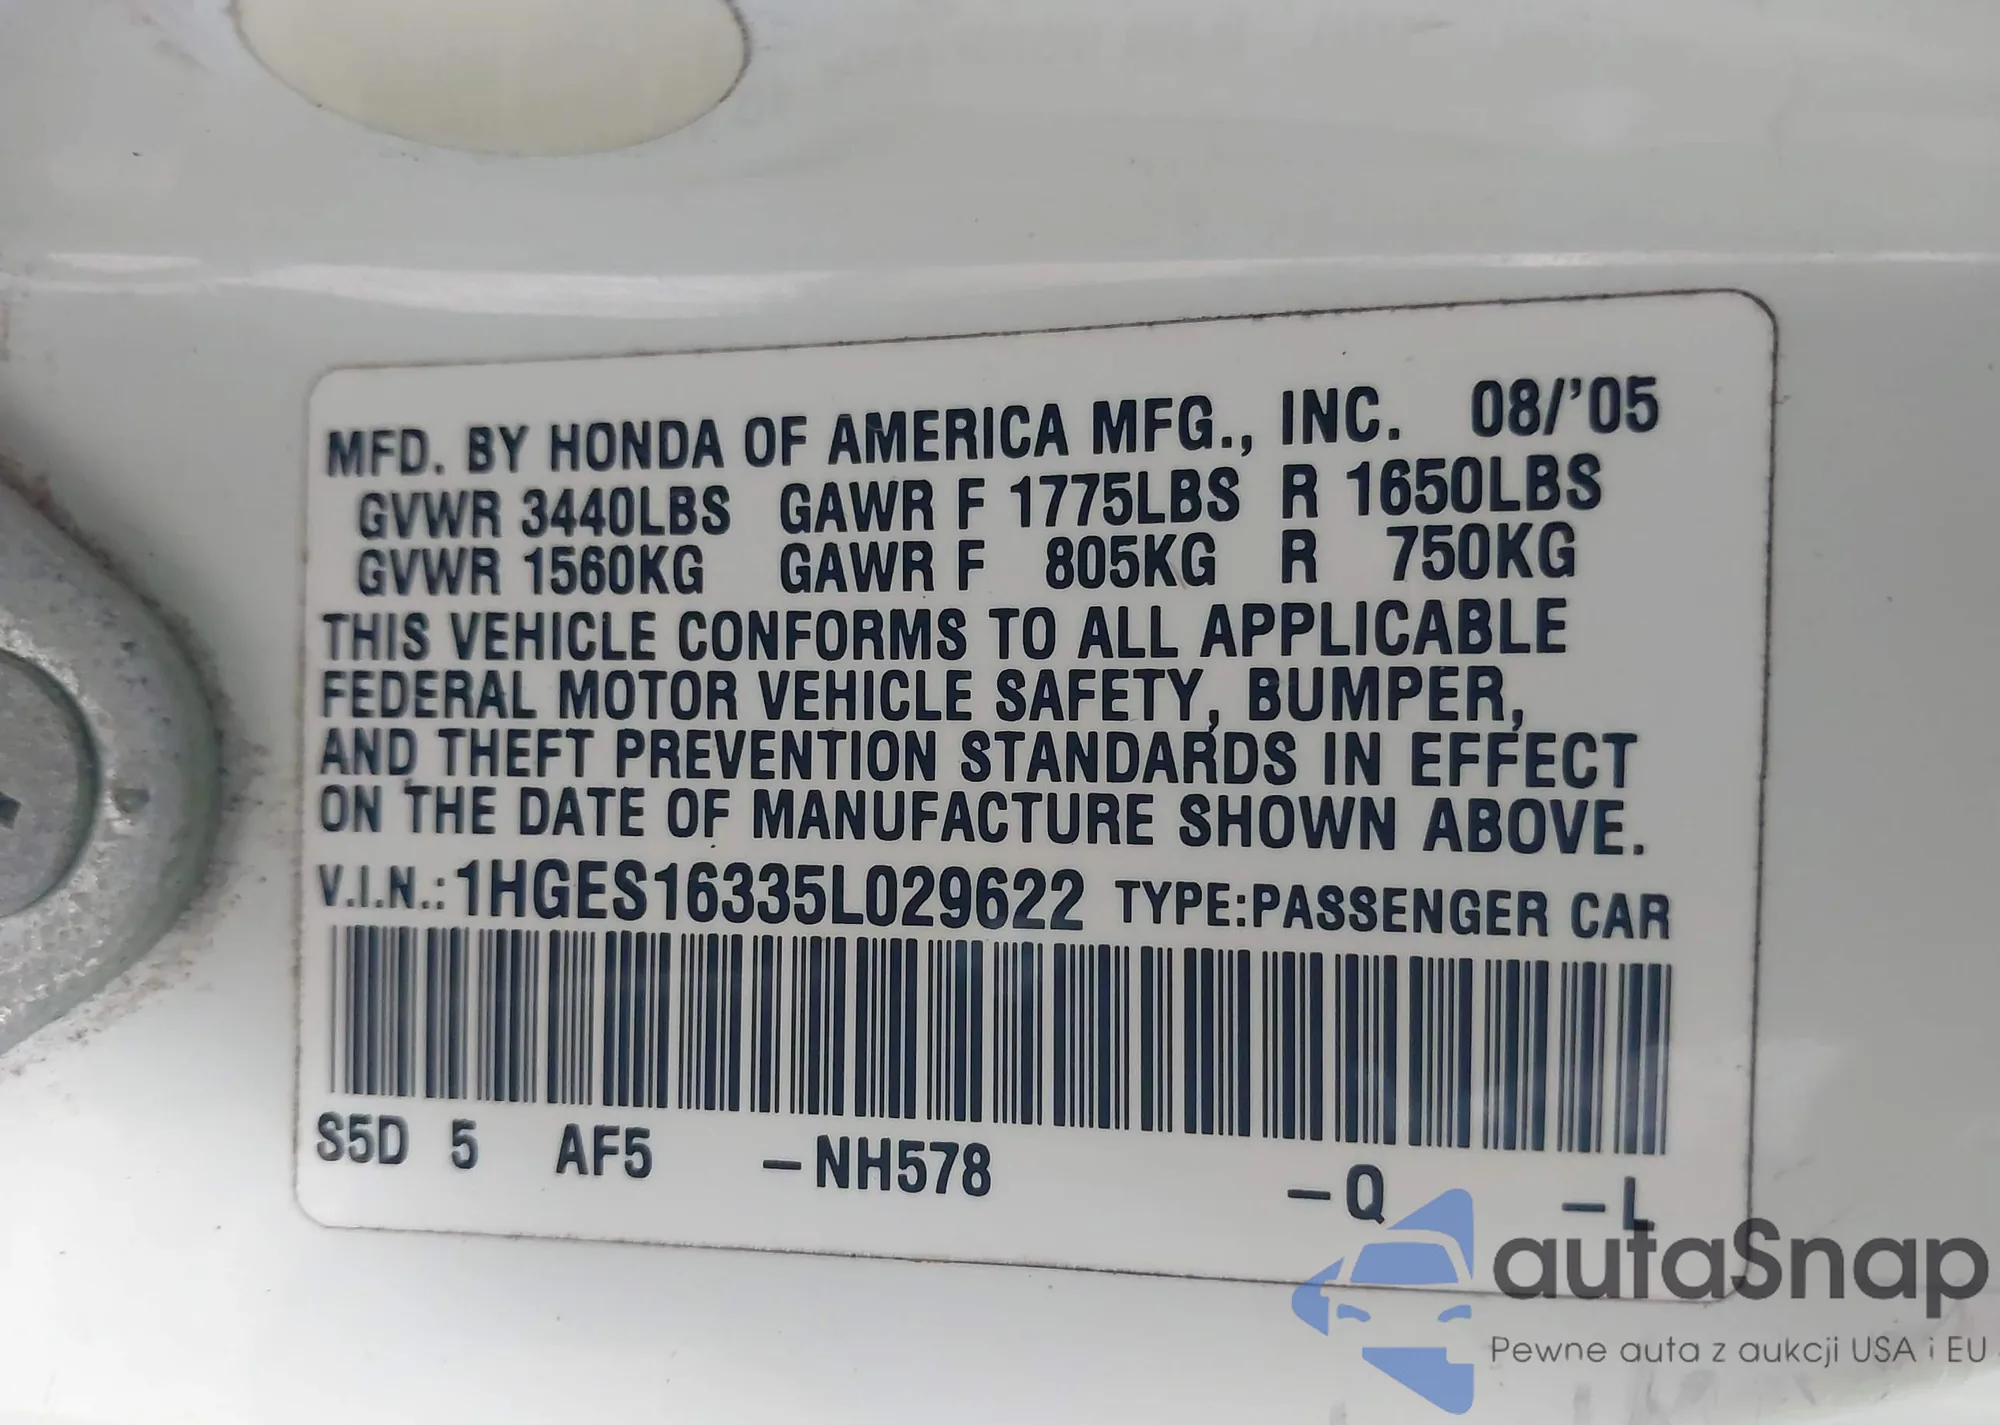 MFD. BY HONDA OF AMERICA MFG., INC. 08/'05
GVWR 3440LBS GAWR F 1775LBS R 1650LBS
GVWR 1560KG GAWR F 805KG R 750KG
THIS VEHICLE CONFORMS TO ALL APPLICABLE
FEDERAL MOTOR VEHICLE SAFETY, BUMPER,
AND THEFT PREVENTION STANDARDS IN EFFECT
ON THE DATE OF MANUFACTURE SHOWN ABOVE.
V.I.N.: 1HGES16335L029622 TYPE:PASSENGER CAR
S5D 5 AF5 –NH578 –Q –L
autaSnap
Pewne auta z aukcji USA i EU